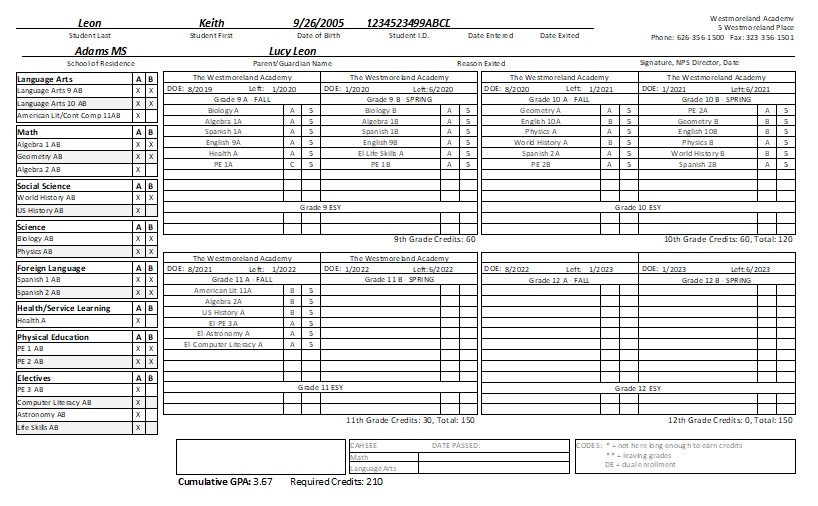 Leon Keith 9/26/2005 1234523499ABCD
Student Last Student First Date of Birth Student I.D. Date Entered Date Exited
Westmoreland Academy
5 Westmoreland Place
Phone: 626-356-1500 Fax: 323-356-1501
Adams MS Lucy Leon
School of Residence Parent/Guardian Name Reason Exited Signature, NPS Director, Date
Language Arts A B
Language Arts 9 AB X X
Language Arts 10 AB X X
American Lit/Cont Comp 11AB X
Math A B
Algebra 1 AB X X
Geometry AB X X
Algebra 2 AB X
Social Science A B
World History AB X X
US History AB X
Science A B
Biology AB X X
Physics AB X X
Foreign Language A B
Spanish 1 AB X X
Spanish 2 AB X X
Health/Service Learning A B
Health A X
Physical Education A B
PE 1 AB X X
PE 2 AB X X
Electives A B
PE 3 AB X
Computer Literacy AB X
Astronomy AB X
Life Skills AB X
The Westmoreland Academy The Westmoreland Academy
DOE: 8/2019 Left: 1/2020 DOE: 1/2020 Left:6/2020
Grade 9 A - FALL Grade 9 B - SPRING
Biology A A 5 Biology B A 5
Algebra 1A A 5 Algebra 1B A 5
Spanish 1A A 5 Spanish 1B A 5
English 9A A 5 English 9B A 5
Health A A 5 El-Life Skills A A 5
PE 1A C 5 PE 1B A 5
Grade 9 ESY
9th Grade Credits: 60
The Westmoreland Academy The Westmoreland Academy
DOE: 8/2020 Left: 1/2021 DOE: 1/2021 Left:6/2021
Grade 10 A - FALL Grade 10 B - SPRING
Geometry A A 5 PE 2A A 5
English 10A B 5 Geometry B A 5
Physics A A 5 English 10B B 5
World History A B 5 Physics B A 5
Spanish 2A A 5 World History B B 5
PE 2B A 5 Spanish 2B A 5
Grade 10 ESY
10th Grade Credits: 60, Total: 120
The Westmoreland Academy The Westmoreland Academy
DOE: 8/2021 Left: 1/2022 DOE: 1/2022 Left:6/2022
Grade 11 A - FALL Grade 11 B - SPRING
American Lit 11A B 5
Algebra 2A B 5
US History A B 5
El-PE 3A A 5
El-Astronomy A A 5
El-Computer Literacy A A 5
Grade 11 ESY
11th Grade Credits: 30, Total: 150
DOE: 8/2022 Left: 1/2023 DOE: 1/2023 Left:6/2023
Grade 12 A - FALL Grade 12 B - SPRING
Grade 12 ESY
12th Grade Credits: 0, Total: 150
CAHSEE DATE PASSED:
Math
Language Arts
CODES: * = not here long enough to earn credits
** = leaving grades
DE = dual enrollment
Cumulative GPA: 3.67 Required Credits: 210